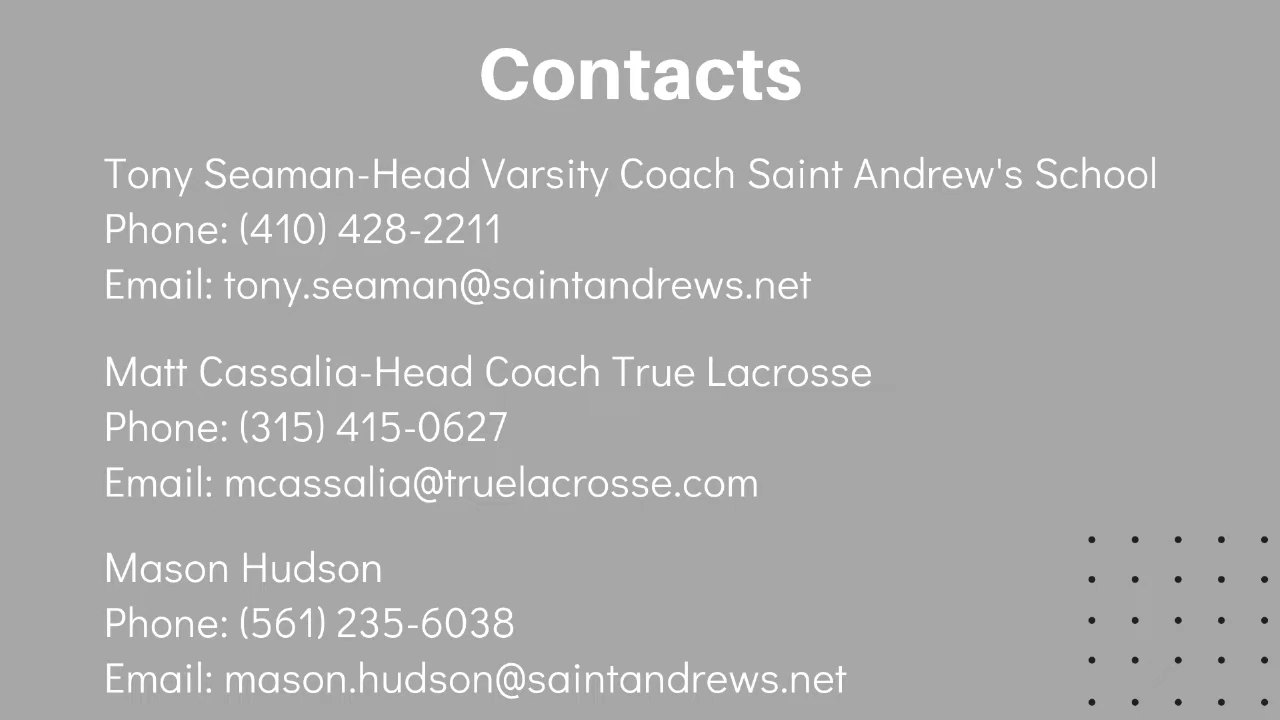 Contacts
Tony Seaman-Head Varsity Coach Saint Andrew's School
Phone: (410) 428-2211
Email: tony.seaman@saintandrews.net
Matt Cassalia-Head Coach True Lacrosse
Phone: (315) 415-0627
Email: mcassalia@truelacrosse.com
Mason Hudson
Phone: (561) 235-6038
Email: mason.hudson@saintandrews.net